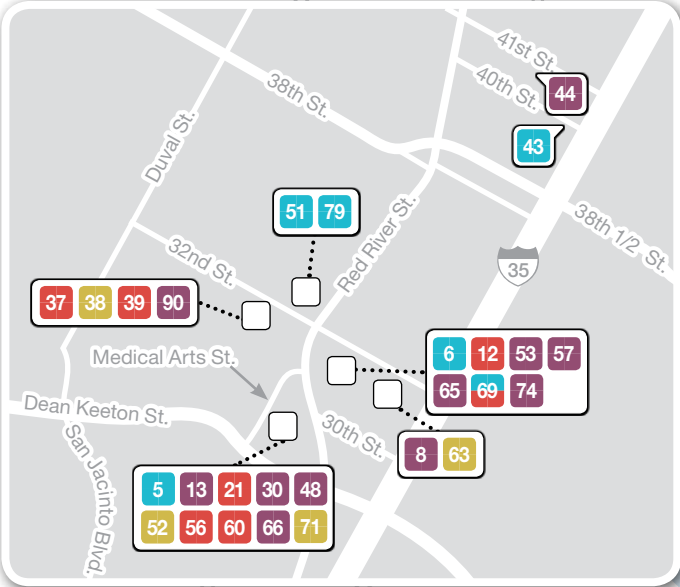 41st St.
40th St.
44
38th St.
43
Duval St.
51 79
Red River St.
38th 1/2 St.
32nd St.
35
37 38 39 90
6 12 53 57
65 69 74
Medical Arts St.
Dean Keeton St.
30th St.
San Jacinto Blvd.
8 63
5 13 21 30 48
52 56 60 66 71